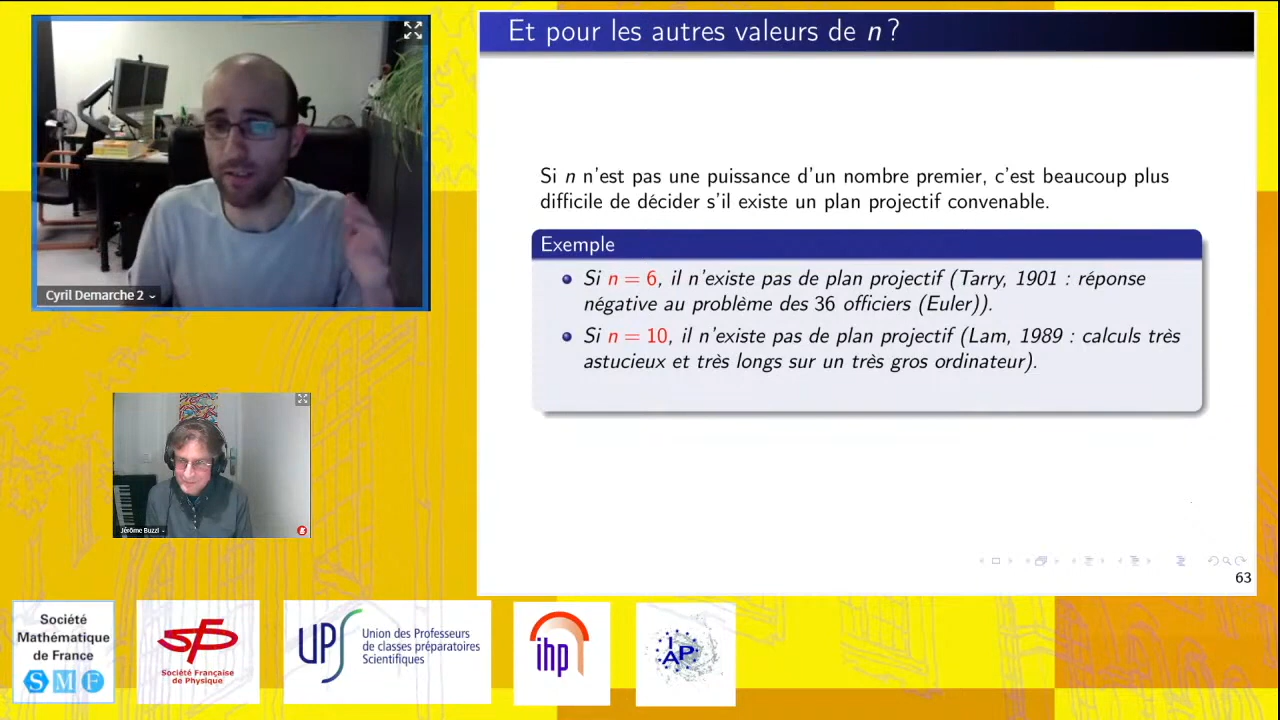 Et pour les autres valeurs de n ?
Si n n'est pas une puissance d'un nombre premier, c'est beaucoup plus
difficile de décider s'il existe un plan projectif convenable.
Exemple
Si n = 6, il n'existe pas de plan projectif (Tarry, 1901 : réponse
négative au problème des 36 officiers (Euler)).
Si n = 10, il n'existe pas de plan projectif (Lam, 1989 : calculs très
astucieux et très longs sur un très gros ordinateur).
63
Cyril Demarche 2
Jérôme Buzzi
Société
Mathématique
de France
SMF
sfp
Société Française
de Physique
UPS
Union des Professeurs
de classes préparatoires
Scientifiques
ihp
IAP